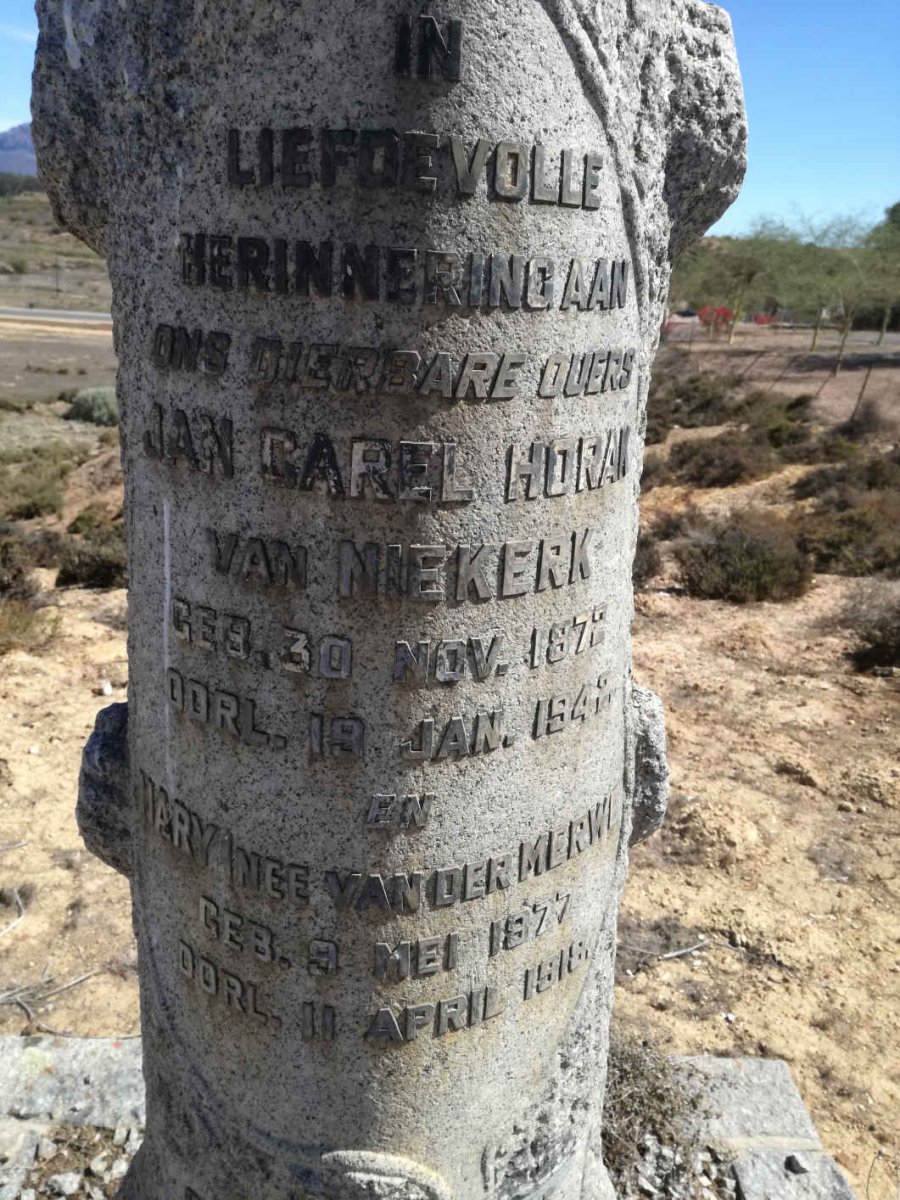 IN
LIEFDEVOLLE
HERINNERING AAN
ONS DIERBARE OUERS
JAN CAREL HORAK
VAN NIEKERK
GEB. 30 NOV. 1872
OORL. 19 JAN. 1942
EN
MARY NEE VAN DER MERWE
GEB. 9 MEI 1877
OORL. 11 APRIL 1918